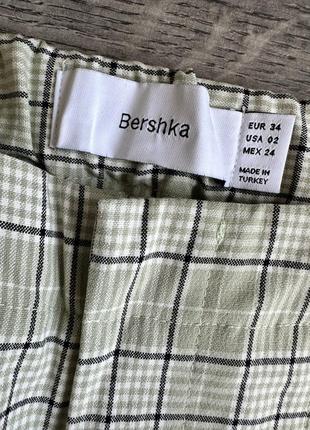 Bershka
EUR 34
USA 02
MEX 24
MADE IN
TURKEY